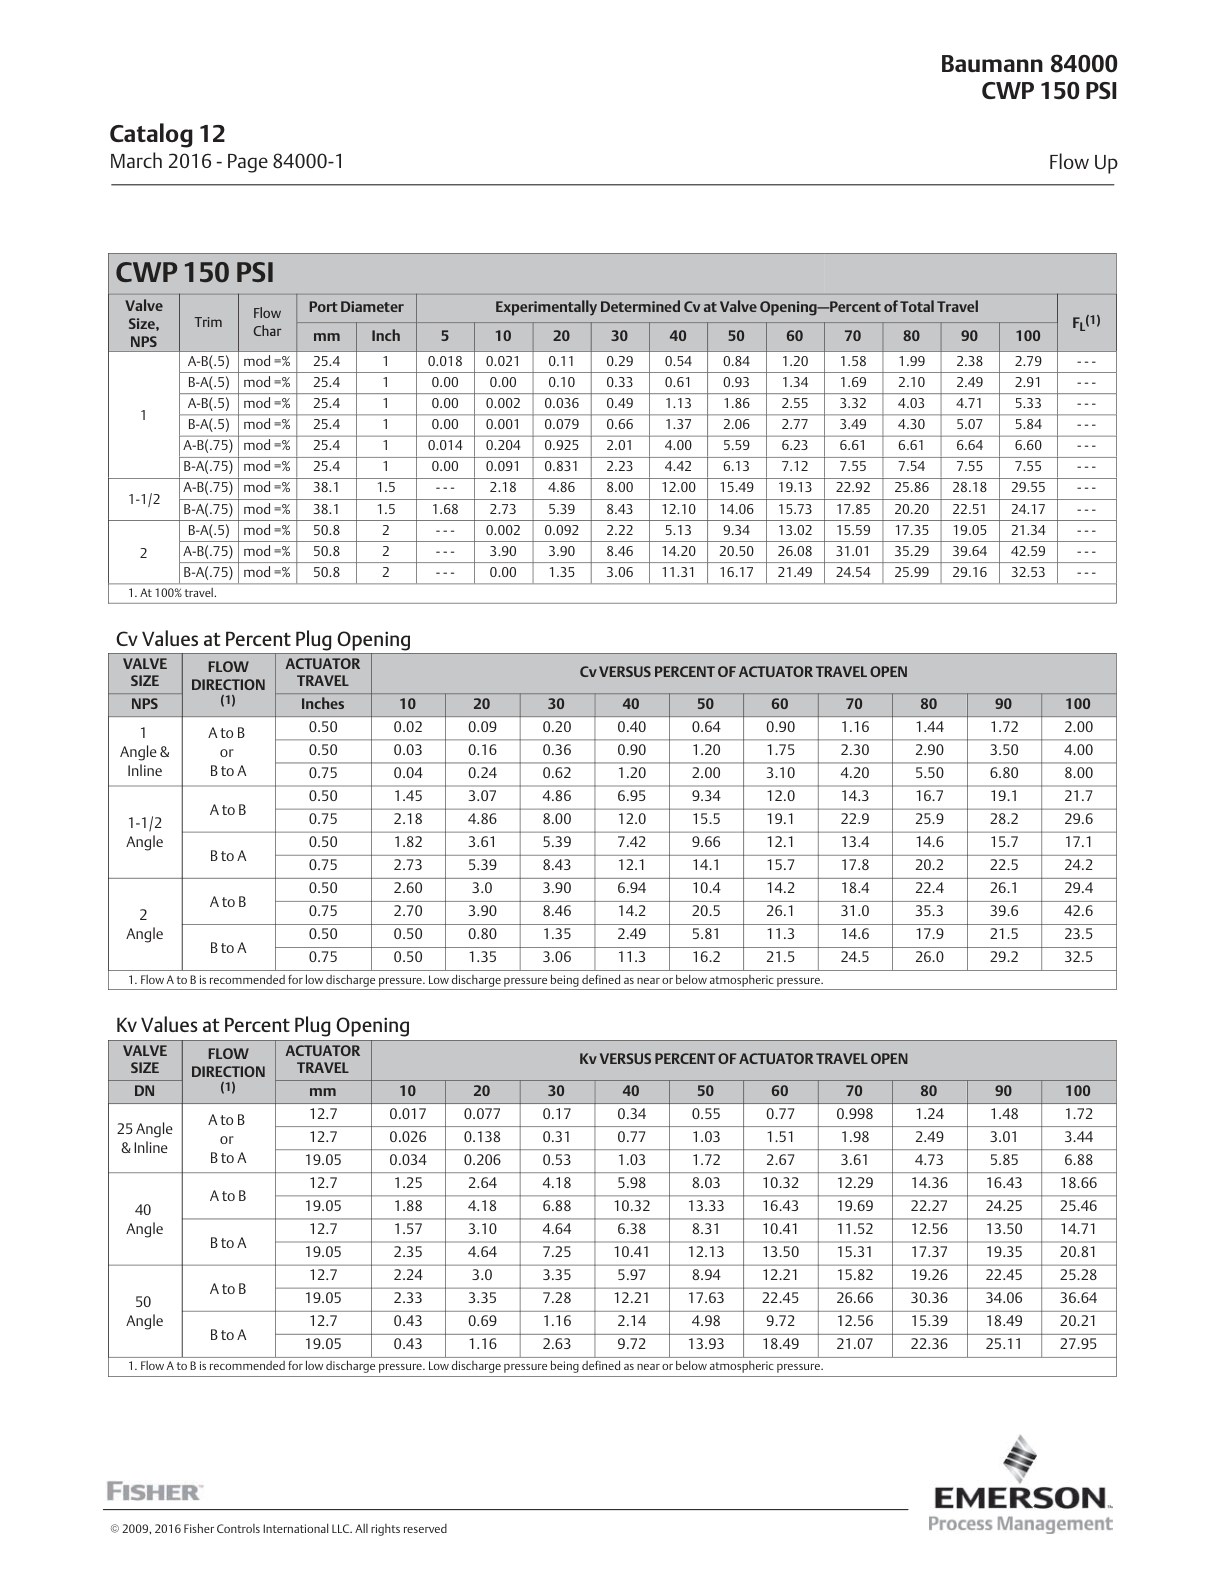 Baumann 84000
CWP 150 PSI
Catalog 12
March 2016 - Page 84000-1
Flow Up
CWP 150 PSI
Valve Size, NPS Trim Flow Char Port Diameter Experimentally Determined Cv at Valve Opening—Percent of Total Travel FL(1)
mm Inch 5 10 20 30 40 50 60 70 80 90 100
1 A-B(.5) mod =% 25.4 1 0.018 0.021 0.11 0.29 0.54 0.84 1.20 1.58 1.99 2.38 2.79 - - -
B-A(.5) mod =% 25.4 1 0.00 0.00 0.10 0.33 0.61 0.93 1.34 1.69 2.10 2.49 2.91 - - -
A-B(.5) mod =% 25.4 1 0.00 0.002 0.036 0.49 1.13 1.86 2.55 3.32 4.03 4.71 5.33 - - -
B-A(.5) mod =% 25.4 1 0.00 0.001 0.079 0.66 1.37 2.06 2.77 3.49 4.30 5.07 5.84 - - -
A-B(.75) mod =% 25.4 1 0.014 0.204 0.925 2.01 4.00 5.59 6.23 6.61 6.61 6.64 6.60 - - -
B-A(.75) mod =% 25.4 1 0.00 0.091 0.831 2.23 4.42 6.13 7.12 7.55 7.54 7.55 7.55 - - -
1-1/2 A-B(.75) mod =% 38.1 1.5 - - - 2.18 4.86 8.00 12.00 15.49 19.13 22.92 25.86 28.18 29.55 - - -
B-A(.75) mod =% 38.1 1.5 1.68 2.73 5.39 8.43 12.10 14.06 15.73 17.85 20.20 22.51 24.17 - - -
2 B-A(.5) mod =% 50.8 2 - - - 0.002 0.092 2.22 5.13 9.34 13.02 15.59 17.35 19.05 21.34 - - -
A-B(.75) mod =% 50.8 2 - - - 3.90 3.90 8.46 14.20 20.50 26.08 31.01 35.29 39.64 42.59 - - -
B-A(.75) mod =% 50.8 2 - - - 0.00 1.35 3.06 11.31 16.17 21.49 24.54 25.99 29.16 32.53 - - -
1. At 100% travel.
Cv Values at Percent Plug Opening
VALVE SIZE FLOW DIRECTION (1) ACTUATOR TRAVEL Cv VERSUS PERCENT OF ACTUATOR TRAVEL OPEN
NPS Inches 10 20 30 40 50 60 70 80 90 100
1 Angle & Inline A to B or B to A 0.50 0.02 0.09 0.20 0.40 0.64 0.90 1.16 1.44 1.72 2.00
0.50 0.03 0.16 0.36 0.90 1.20 1.75 2.30 2.90 3.50 4.00
0.75 0.04 0.24 0.62 1.20 2.00 3.10 4.20 5.50 6.80 8.00
1-1/2 Angle A to B 0.50 1.45 3.07 4.86 6.95 9.34 12.0 14.3 16.7 19.1 21.7
0.75 2.18 4.86 8.00 12.0 15.5 19.1 22.9 25.9 28.2 29.6
B to A 0.50 1.82 3.61 5.39 7.42 9.66 12.1 13.4 14.6 15.7 17.1
0.75 2.73 5.39 8.43 12.1 14.1 15.7 17.8 20.2 22.5 24.2
2 Angle A to B 0.50 2.60 3.0 3.90 6.94 10.4 14.2 18.4 22.4 26.1 29.4
0.75 2.70 3.90 8.46 14.2 20.5 26.1 31.0 35.3 39.6 42.6
B to A 0.50 0.50 0.80 1.35 2.49 5.81 11.3 14.6 17.9 21.5 23.5
0.75 0.50 1.35 3.06 11.3 16.2 21.5 24.5 26.0 29.2 32.5
1. Flow A to B is recommended for low discharge pressure. Low discharge pressure being defined as near or below atmospheric pressure.
Kv Values at Percent Plug Opening
VALVE SIZE FLOW DIRECTION (1) ACTUATOR TRAVEL Kv VERSUS PERCENT OF ACTUATOR TRAVEL OPEN
DN mm 10 20 30 40 50 60 70 80 90 100
25 Angle & Inline A to B or B to A 12.7 0.017 0.077 0.17 0.34 0.55 0.77 0.998 1.24 1.48 1.72
12.7 0.026 0.138 0.31 0.77 1.03 1.51 1.98 2.49 3.01 3.44
19.05 0.034 0.206 0.53 1.03 1.72 2.67 3.61 4.73 5.85 6.88
40 Angle A to B 12.7 1.25 2.64 4.18 5.98 8.03 10.32 12.29 14.36 16.43 18.66
19.05 1.88 4.18 6.88 10.32 13.33 16.43 19.69 22.27 24.25 25.46
B to A 12.7 1.57 3.10 4.64 6.38 8.31 10.41 11.52 12.56 13.50 14.71
19.05 2.35 4.64 7.25 10.41 12.13 13.50 15.31 17.37 19.35 20.81
50 Angle A to B 12.7 2.24 3.0 3.35 5.97 8.94 12.21 15.82 19.26 22.45 25.28
19.05 2.33 3.35 7.28 12.21 17.63 22.45 26.66 30.36 34.06 36.64
B to A 12.7 0.43 0.69 1.16 2.14 4.98 9.72 12.56 15.39 18.49 20.21
19.05 0.43 1.16 2.63 9.72 13.93 18.49 21.07 22.36 25.11 27.95
1. Flow A to B is recommended for low discharge pressure. Low discharge pressure being defined as near or below atmospheric pressure.
FISHER™
EMERSON™
Process Management
© 2009, 2016 Fisher Controls International LLC. All rights reserved